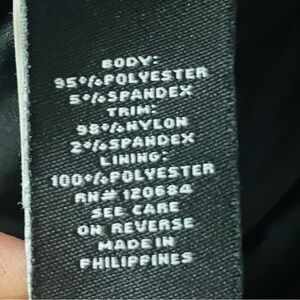 BODY:
95%POLYESTER
5%SPANDEX
TRIM:
98%NYLON
2%SPANDEX
LINING:
100%POLYESTER
RN# 120684
SEE CARE
ON REVERSE
MADE IN
PHILIPPINES